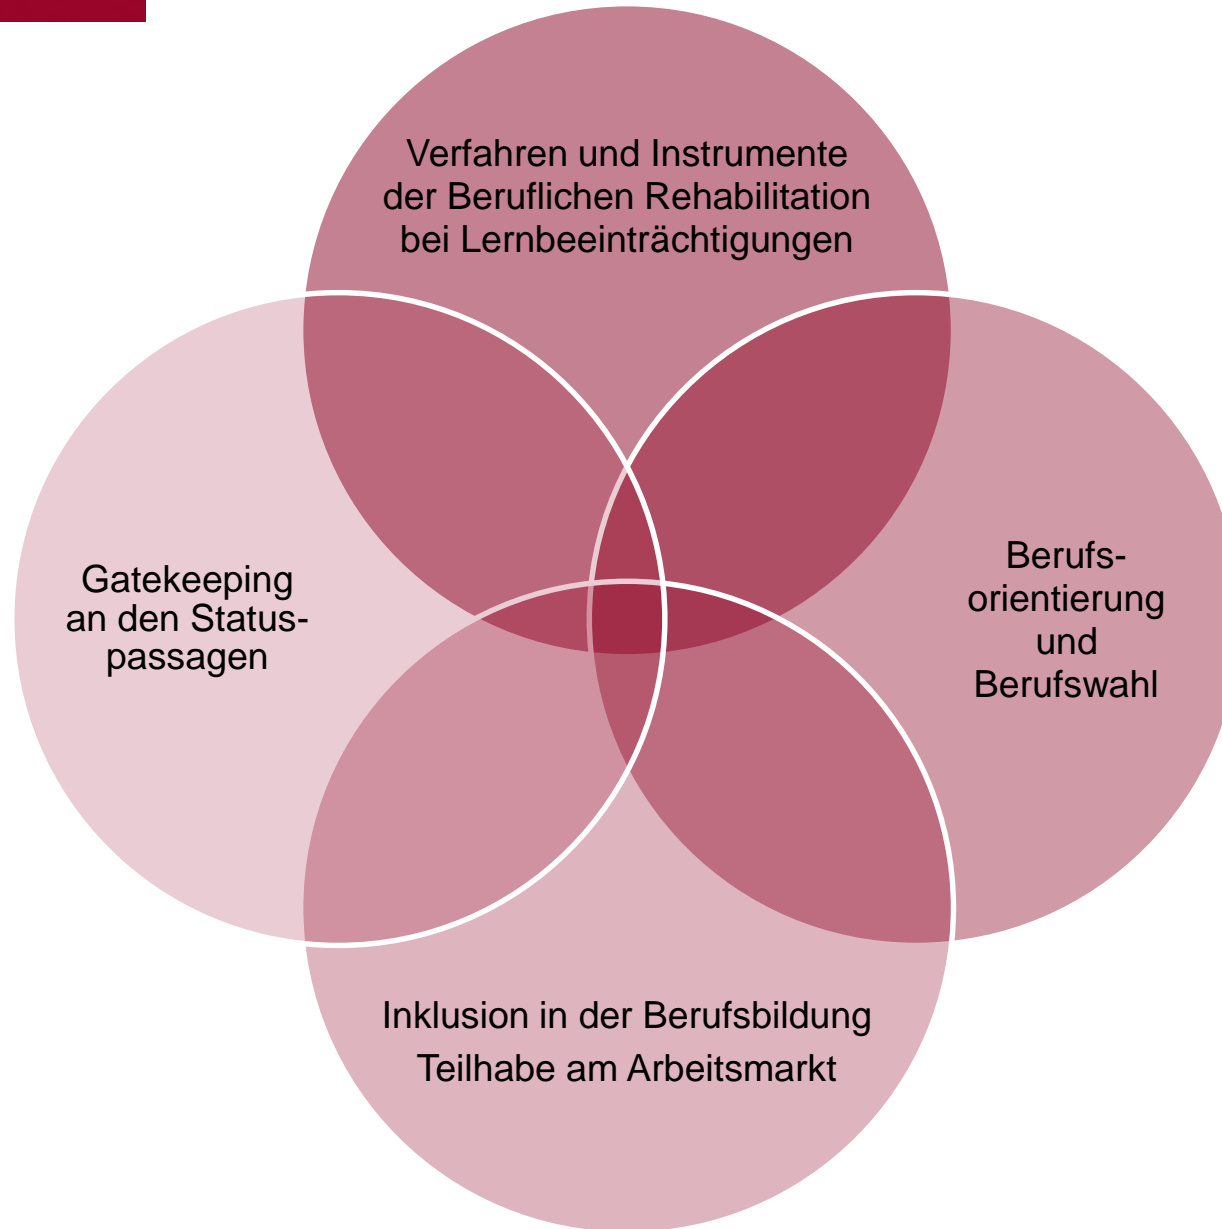 Verfahren und Instrumente
der Beruflichen Rehabilitation
bei Lernbeeinträchtigungen
Gatekeeping
an den Status-
passagen
Berufs-
orientierung
und
Berufswahl
Inklusion in der Berufsbildung
Teilhabe am Arbeitsmarkt